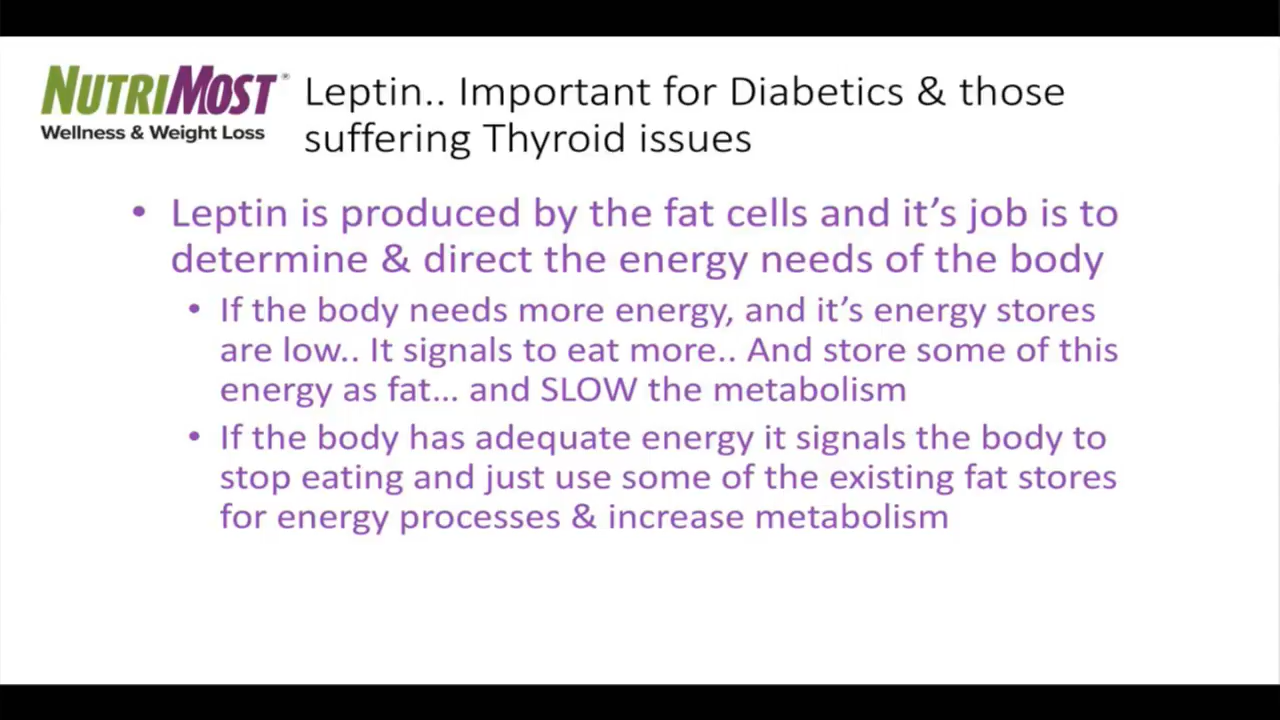 NUTRIMOST®
Wellness & Weight Loss
Leptin.. Important for Diabetics & those
suffering Thyroid issues
• Leptin is produced by the fat cells and it's job is to
determine & direct the energy needs of the body
• If the body needs more energy, and it's energy stores
are low.. It signals to eat more.. And store some of this
energy as fat... and SLOW the metabolism
• If the body has adequate energy it signals the body to
stop eating and just use some of the existing fat stores
for energy processes & increase metabolism